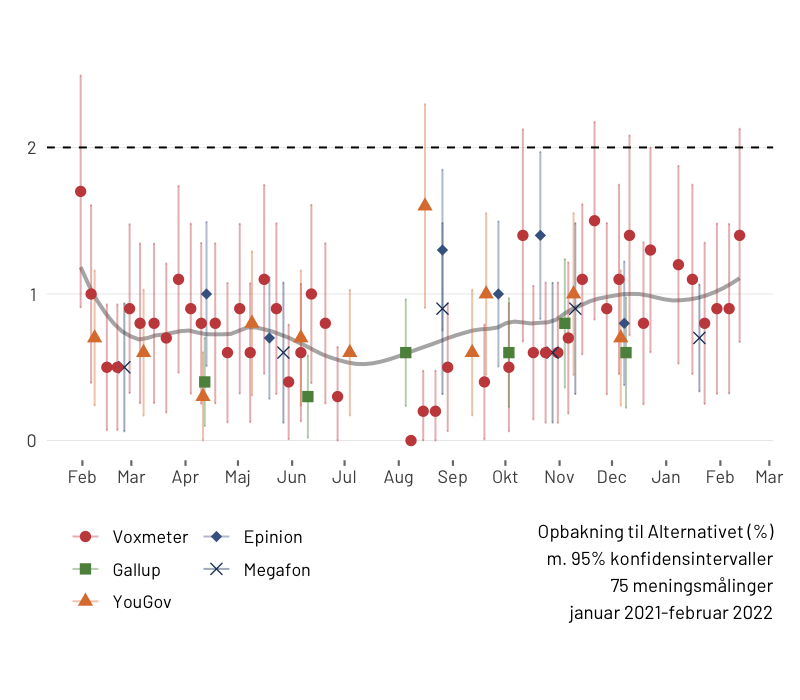 2
1
0
Feb Mar Apr Maj Jun Jul Aug Sep Okt Nov Dec Jan Feb Mar
Voxmeter Epinion
Gallup Megafon
YouGov
Opbakning til Alternativet (%)
m. 95% konfidensintervaller
75 meningsmålinger
januar 2021-februar 2022